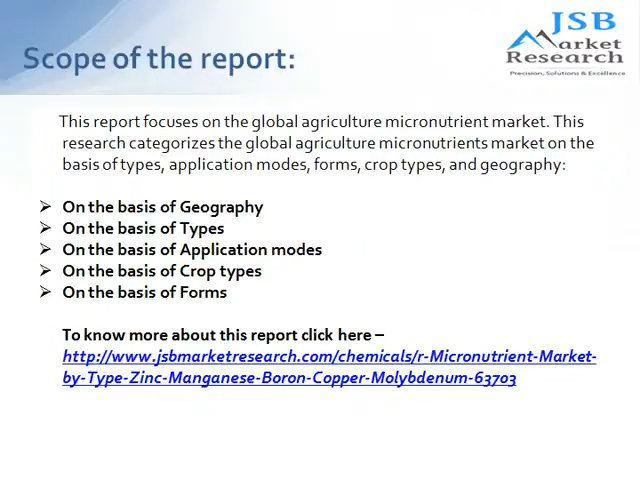 JSB
Market
Research
Precision, Solutions & Excellence
Scope of the report:
This report focuses on the global agriculture micronutrient market. This
research categorizes the global agriculture micronutrients market on the
basis of types, application modes, forms, crop types, and geography:
➢ On the basis of Geography
➢ On the basis of Types
➢ On the basis of Application modes
➢ On the basis of Crop types
➢ On the basis of Forms
To know more about this report click here –
http://www.jsbmarketresearch.com/chemicals/r-Micronutrient-Market-
by-Type-Zinc-Manganese-Boron-Copper-Molybdenum-63703